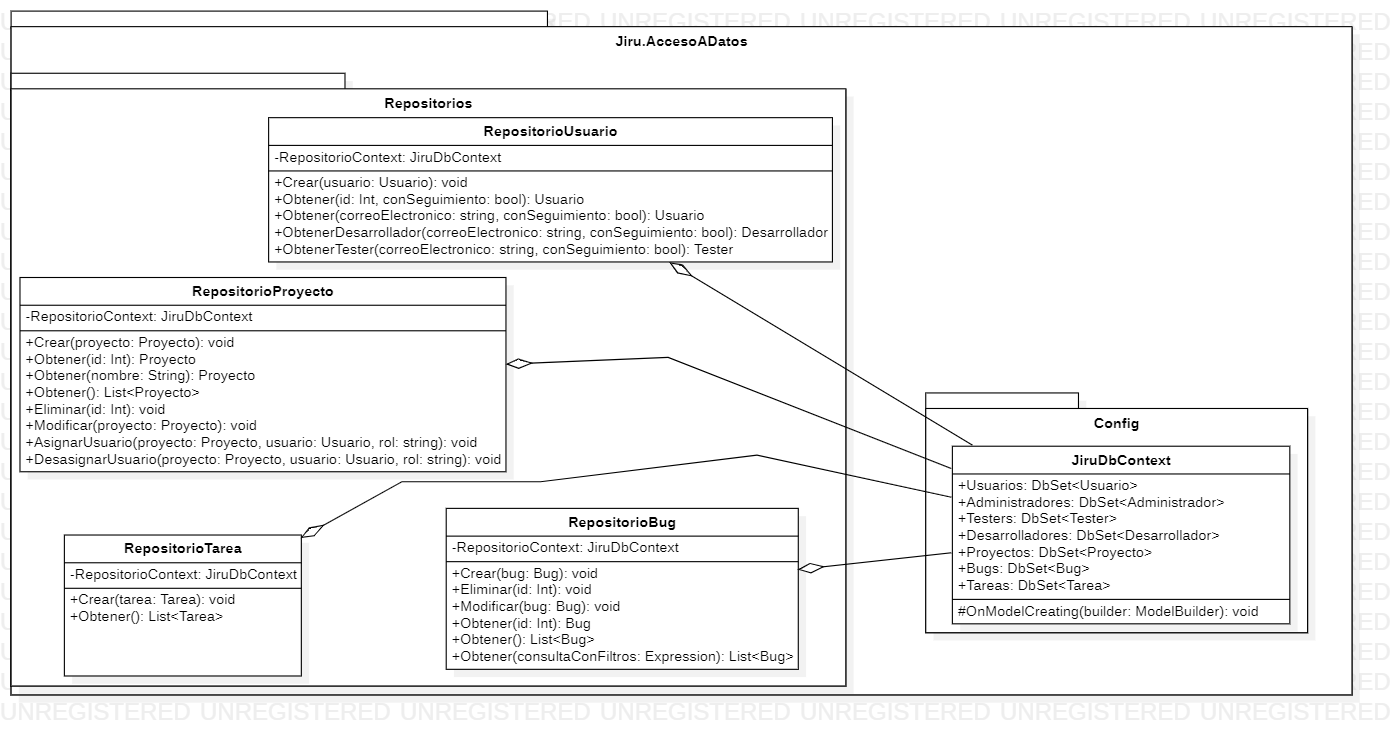 Jiru.AccesoADatos
Repositorios
RepositorioUsuario
-RepositorioContext: JiruDbContext
+Crear(usuario: Usuario): void
+Obtener(id: Int, conSeguimiento: bool): Usuario
+Obtener(correoElectronico: string, conSeguimiento: bool): Usuario
+ObtenerDesarrollador(correoElectronico: string, conSeguimiento: bool): Desarrollador
+ObtenerTester(correoElectronico: string, conSeguimiento: bool): Tester
RepositorioProyecto
-RepositorioContext: JiruDbContext
+Crear(proyecto: Proyecto): void
+Obtener(id: Int): Proyecto
+Obtener(nombre: String): Proyecto
+Obtener(): List<Proyecto>
+Eliminar(id: Int): void
+Modificar(proyecto: Proyecto): void
+AsignarUsuario(proyecto: Proyecto, usuario: Usuario, rol: string): void
+DesasignarUsuario(proyecto: Proyecto, usuario: Usuario, rol: string): void
RepositorioTarea
-RepositorioContext: JiruDbContext
+Crear(tarea: Tarea): void
+Obtener(): List<Tarea>
RepositorioBug
-RepositorioContext: JiruDbContext
+Crear(bug: Bug): void
+Eliminar(id: Int): void
+Modificar(bug: Bug): void
+Obtener(id: Int): Bug
+Obtener(): List<Bug>
+Obtener(consultaConFiltros: Expression): List<Bug>
Config
JiruDbContext
+Usuarios: DbSet<Usuario>
+Administradores: DbSet<Administrador>
+Testers: DbSet<Tester>
+Desarrolladores: DbSet<Desarrollador>
+Proyectos: DbSet<Proyecto>
+Bugs: DbSet<Bug>
+Tareas: DbSet<Tarea>
#OnModelCreating(builder: ModelBuilder): void
UNREGISTERED UNREGISTERED UNREGISTERED UNREGISTERED UNREGISTERED UNREGISTERED UNREGISTERED